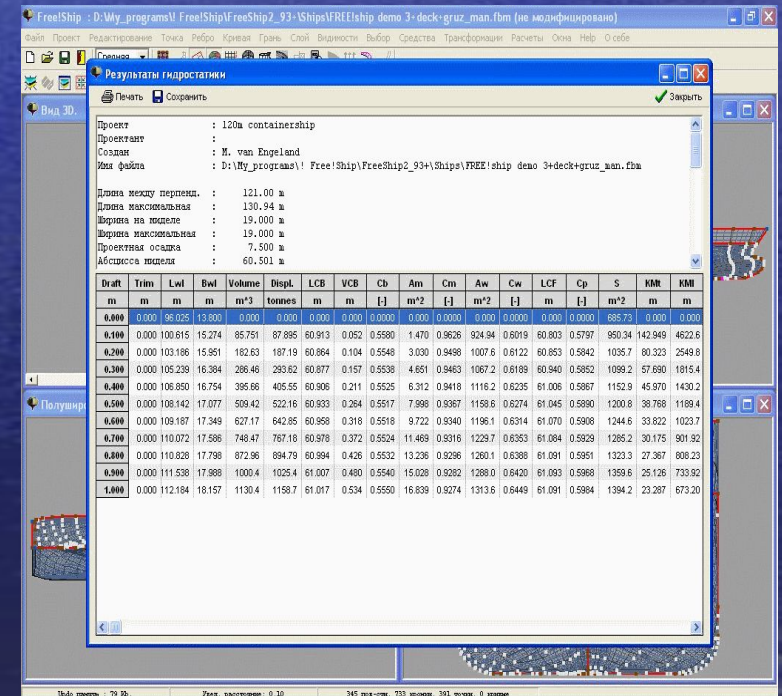 Free!Ship : D:\My_programs\! Free!Ship\FreeShip2_93+\Ships\FREE!ship demo 3+deck+gruz_man.fbm (не модифицировано)
Файл Проект Редактирование Точка Ребро Кривая Грань Слой Видимости Выбор Средства Трансформации Расчеты Окна Help О себе
Средняя
Результаты гидростатики
Печать Сохранить Закрыть
Вид 3D.
Проект : 120m containership
Проектант :
Создан : M. van Engeland
Имя файла : D:\My_programs\! Free!Ship\FreeShip2_93+\Ships\FREE!ship demo 3+deck+gruz_man.fbm
Длина между перпенд. : 121.00 m
Длина максимальная : 130.94 m
Ширина на миделе : 19.000 m
Ширина максимальная : 19.000 m
Проектная осадка : 7.500 m
Абсцисса миделя : 60.501 m
Draft Trim Lwl Bwl Volume Displ. LCB VCB Cb Am Cm Aw Cw LCF Cp S KMt KMl
m m m m m^3 tonnes m m [-] m^2 [-] m^2 [-] m [-] m^2 m m
0.000 0.000 96.025 13.800 0.000 0.000 0.000 0.000 0.0000 0.000 0.0000 0.000 0.0000 0.000 0.0000 685.73 0.000 0.000
0.100 0.000 100.615 15.274 85.751 87.895 60.913 0.052 0.5580 1.470 0.9626 924.94 0.6019 60.803 0.5797 950.34 142.949 4622.6
0.200 0.000 103.186 15.951 182.63 187.19 60.864 0.104 0.5548 3.030 0.9498 1007.6 0.6122 60.853 0.5842 1035.7 80.323 2549.8
0.300 0.000 105.239 16.384 286.46 293.62 60.877 0.157 0.5538 4.651 0.9463 1067.2 0.6189 60.940 0.5852 1099.2 57.690 1815.4
0.400 0.000 106.850 16.754 395.66 405.55 60.906 0.211 0.5525 6.312 0.9418 1116.2 0.6235 61.006 0.5867 1152.9 45.970 1430.2
0.500 0.000 108.142 17.077 509.42 522.16 60.933 0.264 0.5517 7.998 0.9367 1158.6 0.6274 61.045 0.5890 1200.8 38.768 1189.4
0.600 0.000 109.187 17.349 627.17 642.85 60.958 0.318 0.5518 9.722 0.9340 1196.1 0.6314 61.070 0.5908 1244.6 33.822 1023.7
0.700 0.000 110.072 17.586 748.47 767.18 60.978 0.372 0.5524 11.469 0.9316 1229.7 0.6353 61.084 0.5929 1285.2 30.175 901.92
0.800 0.000 110.828 17.798 872.96 894.79 60.994 0.426 0.5532 13.236 0.9296 1260.1 0.6388 61.091 0.5951 1323.3 27.367 808.23
0.900 0.000 111.538 17.988 1000.4 1025.4 61.007 0.480 0.5540 15.028 0.9282 1288.0 0.6420 61.093 0.5968 1359.6 25.126 733.92
1.000 0.000 112.184 18.157 1130.4 1158.7 61.017 0.534 0.5550 16.839 0.9274 1313.6 0.6449 61.091 0.5984 1394.2 23.287 673.20